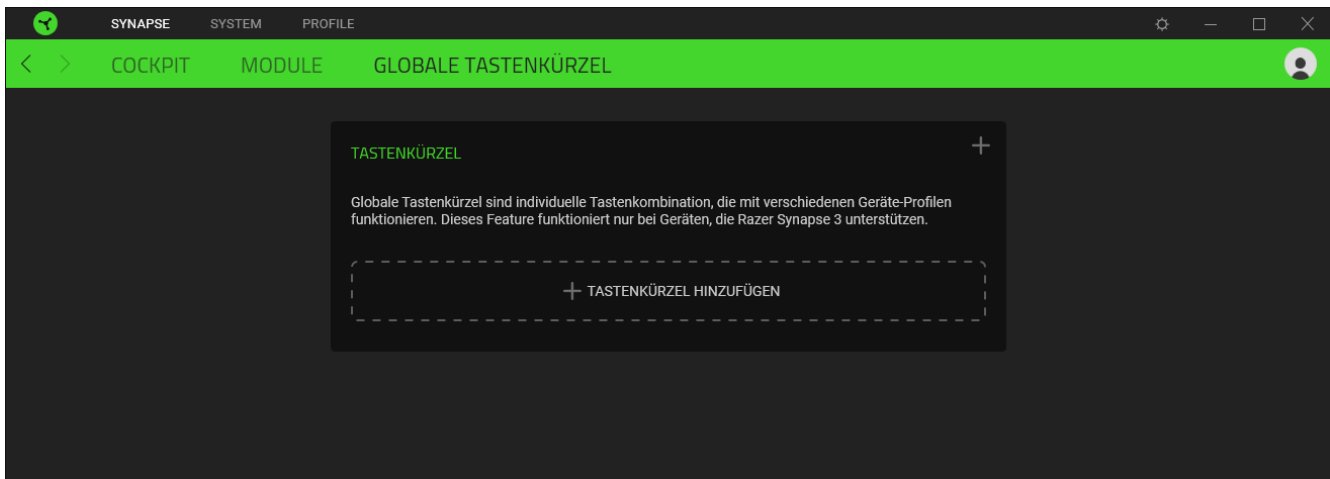 SYNAPSE SYSTEM PROFILE
COCKPIT MODULE GLOBALE TASTENKÜRZEL
TASTENKÜRZEL
Globale Tastenkürzel sind individuelle Tastenkombination, die mit verschiedenen Geräte-Profilen
funktionieren. Dieses Feature funktioniert nur bei Geräten, die Razer Synapse 3 unterstützen.
TASTENKÜRZEL HINZUFÜGEN